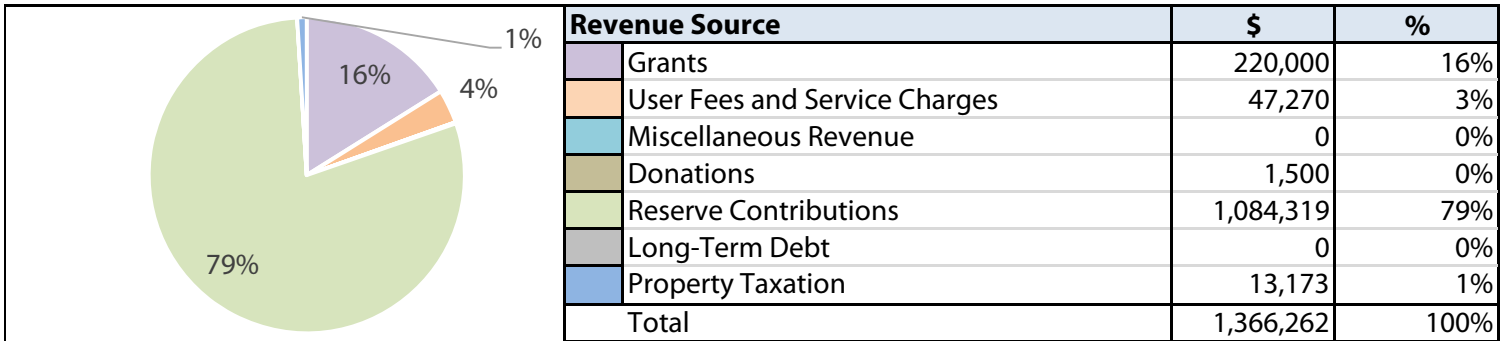 1%
16%
4%
79%
Revenue Source $ %
Grants 220,000 16%
User Fees and Service Charges 47,270 3%
Miscellaneous Revenue 0 0%
Donations 1,500 0%
Reserve Contributions 1,084,319 79%
Long-Term Debt 0 0%
Property Taxation 13,173 1%
Total 1,366,262 100%